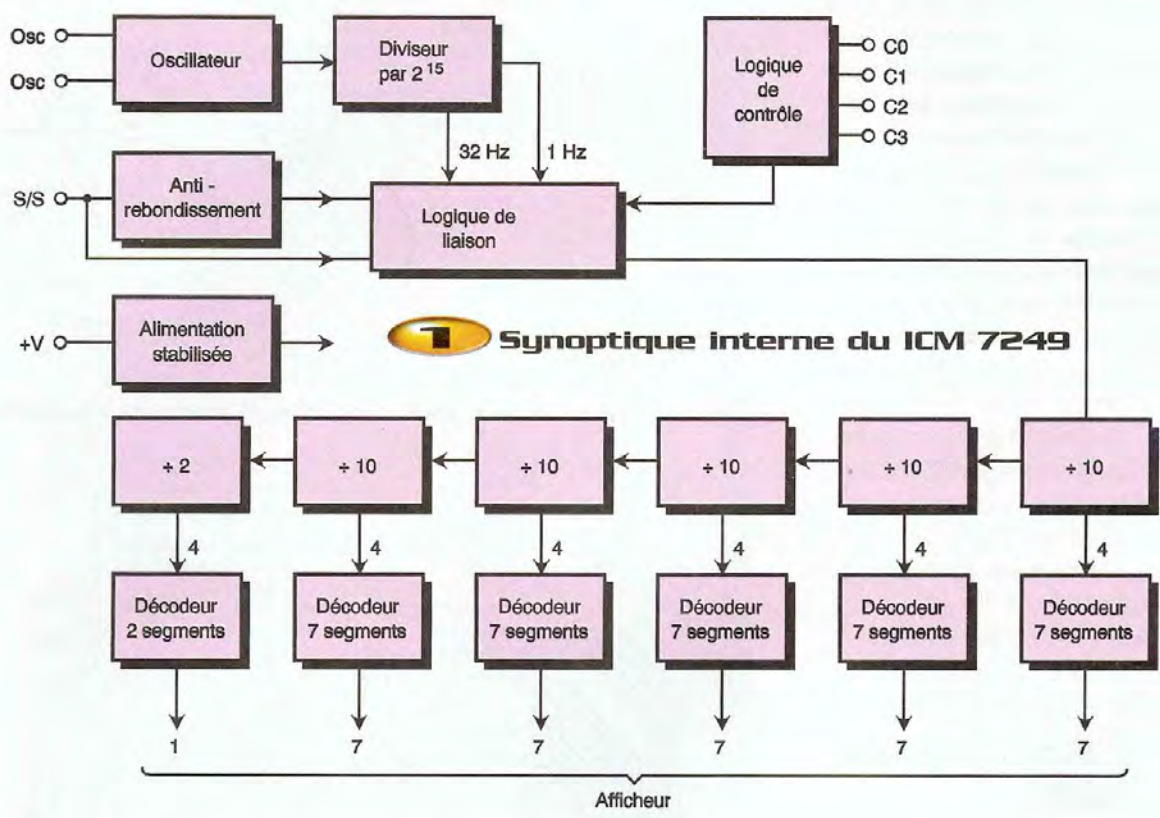 Osc
Osc
Oscillateur
Diviseur
par 2 15
Logique
de
contrôle
C0
C1
C2
C3
32 Hz
1 Hz
S/S
Anti -
rebondissement
Logique de
liaison
+V
Alimentation
stabilisée
1 Synoptique interne du ICM 7249
÷ 2
÷ 10
÷ 10
÷ 10
÷ 10
÷ 10
4
4
4
4
4
4
Décodeur
2 segments
Décodeur
7 segments
Décodeur
7 segments
Décodeur
7 segments
Décodeur
7 segments
Décodeur
7 segments
1
7
7
7
7
7
Afficheur